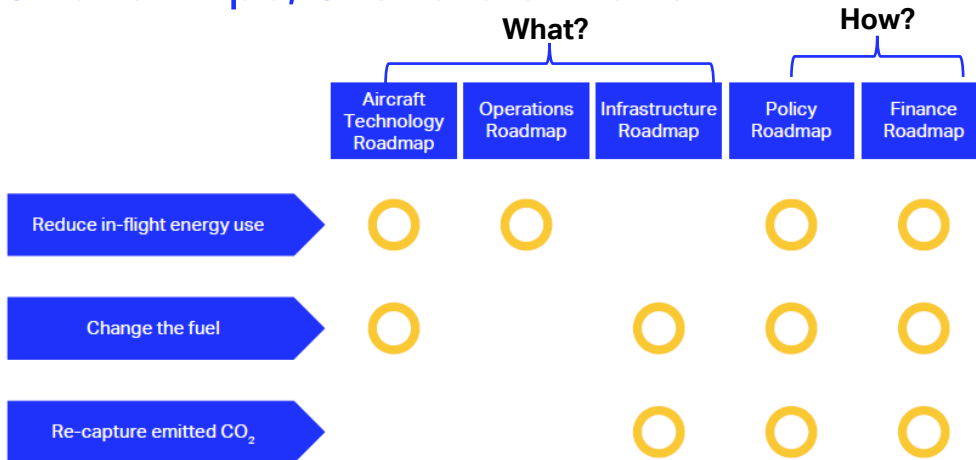 What?
How?
Aircraft
Technology
Roadmap
Operations
Roadmap
Infrastructure
Roadmap
Policy
Roadmap
Finance
Roadmap
Reduce in-flight energy use
Change the fuel
Re-capture emitted CO₂